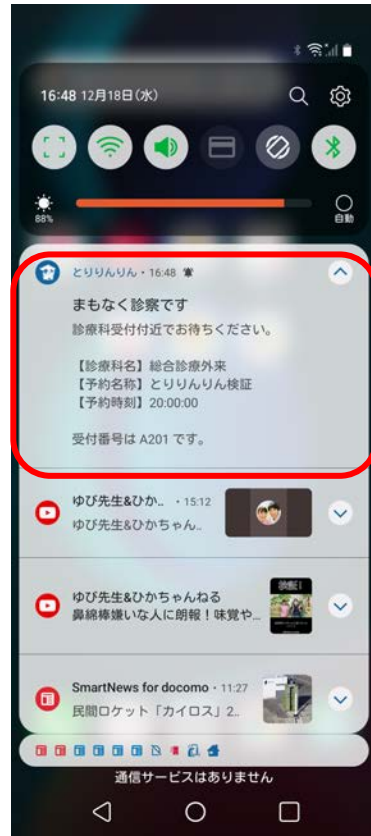 16:48 12月18日(水)
88%
自動
とりりんりん・16:48
まもなく診察です
診療科受付付近でお待ちください。
【診療科名】総合診療外来
【予約名称】とりりんりん検証
【予約時刻】20:00:00
受付番号は A201 です。
ゆび先生&ひか.. ・15:12
ゆび先生&ひかちゃん..
ゆび先生&ひかちゃんねる
鼻綿棒嫌いな人に朗報！味覚や...
SmartNews for docomo・11:27
民間ロケット「カイロス」2..
通信サービスはありません